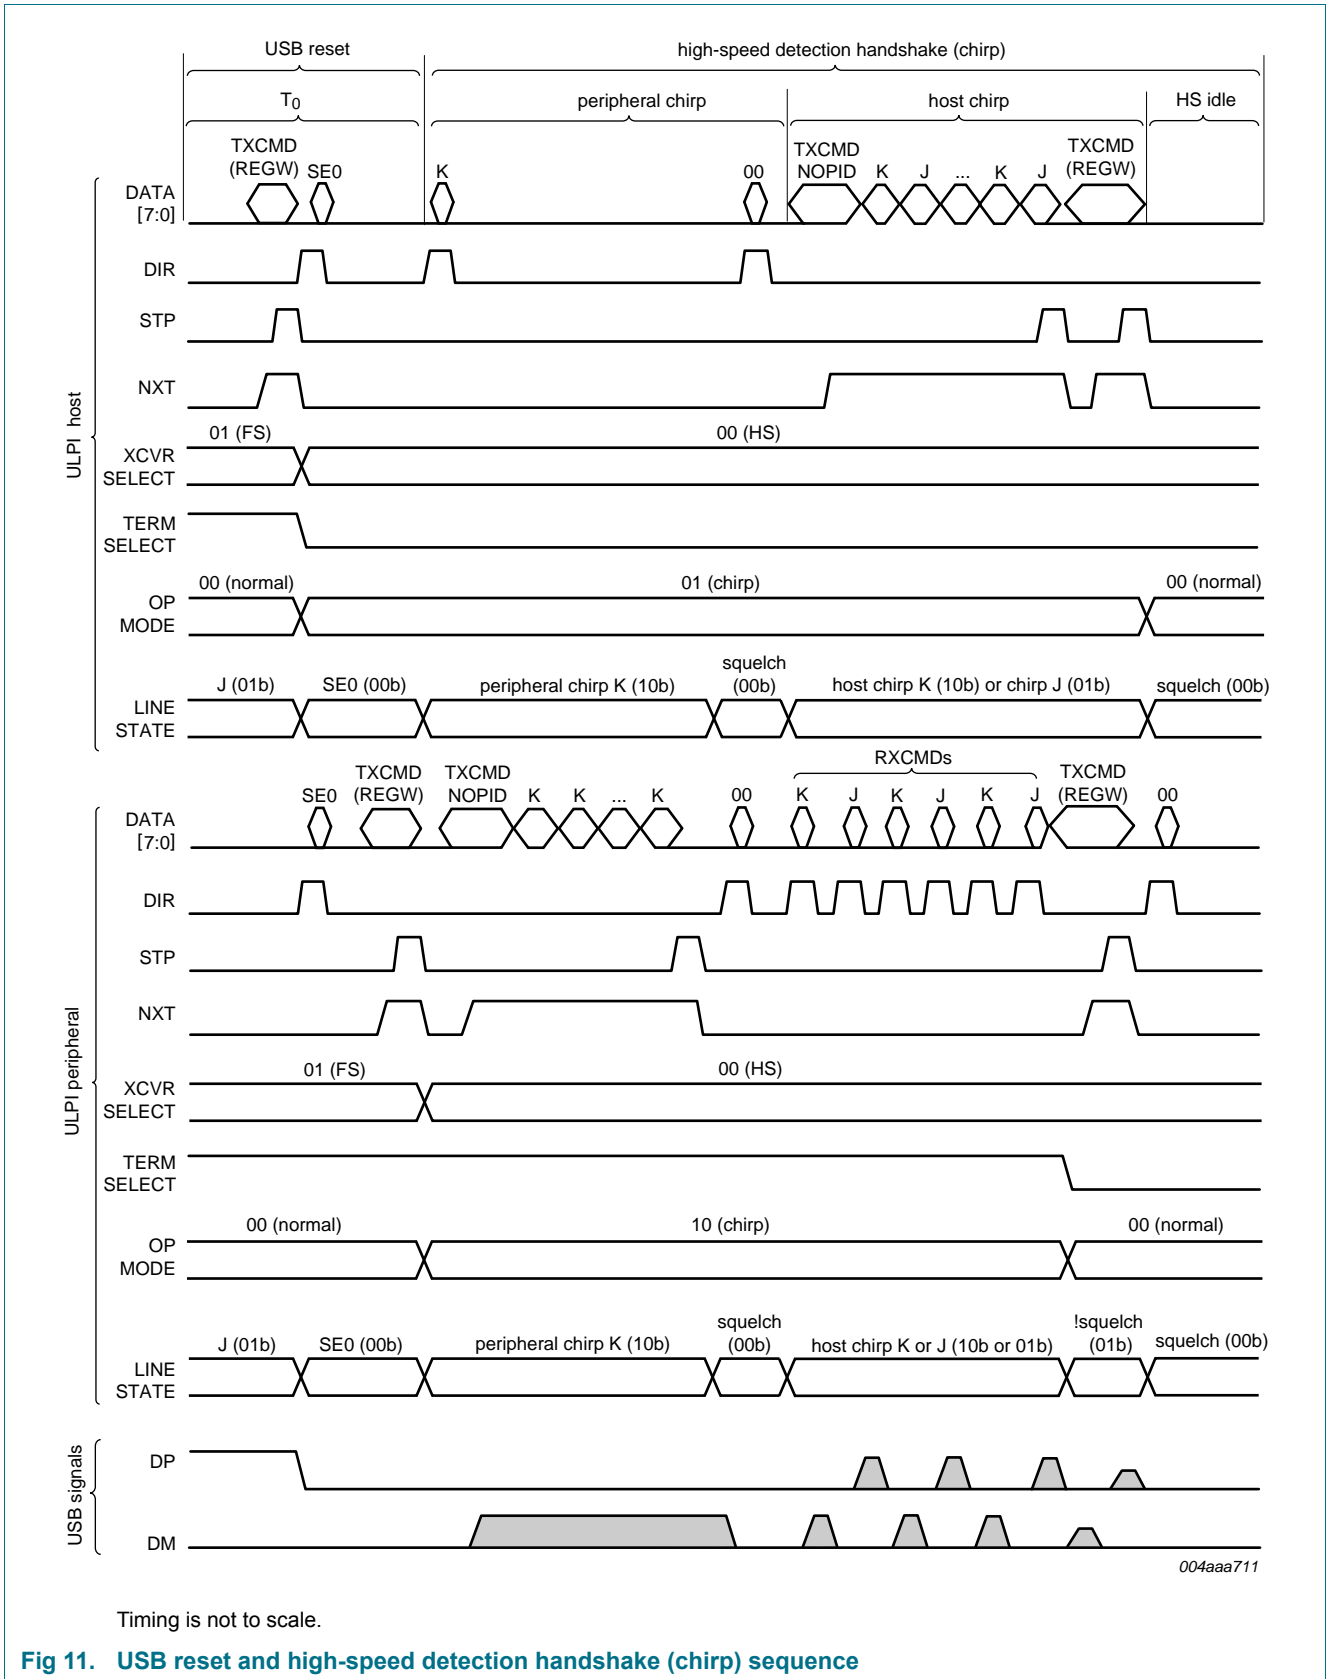 USB reset
high-speed detection handshake (chirp)
T0
peripheral chirp
host chirp
HS idle
TXCMD
(REGW)
SE0
K
00
TXCMD
NOPID
K
J
...
K
J
TXCMD
(REGW)
DATA
[7:0]
DIR
STP
NXT
ULPI host
01 (FS)
00 (HS)
XCVR
SELECT
TERM
SELECT
00 (normal)
01 (chirp)
00 (normal)
OP
MODE
J (01b)
SE0 (00b)
peripheral chirp K (10b)
squelch
(00b)
host chirp K (10b) or chirp J (01b)
squelch (00b)
LINE
STATE
RXCMDs
SE0
TXCMD
(REGW)
TXCMD
NOPID
K
K
...
K
00
K
J
K
J
K
J
TXCMD
(REGW)
00
DATA
[7:0]
DIR
STP
NXT
ULPI peripheral
01 (FS)
00 (HS)
XCVR
SELECT
TERM
SELECT
00 (normal)
10 (chirp)
00 (normal)
OP
MODE
J (01b)
SE0 (00b)
peripheral chirp K (10b)
squelch
(00b)
host chirp K or J (10b or 01b)
!squelch
(01b)
squelch (00b)
LINE
STATE
USB signals
DP
DM
004aaa711
Timing is not to scale.
Fig 11. USB reset and high-speed detection handshake (chirp) sequence